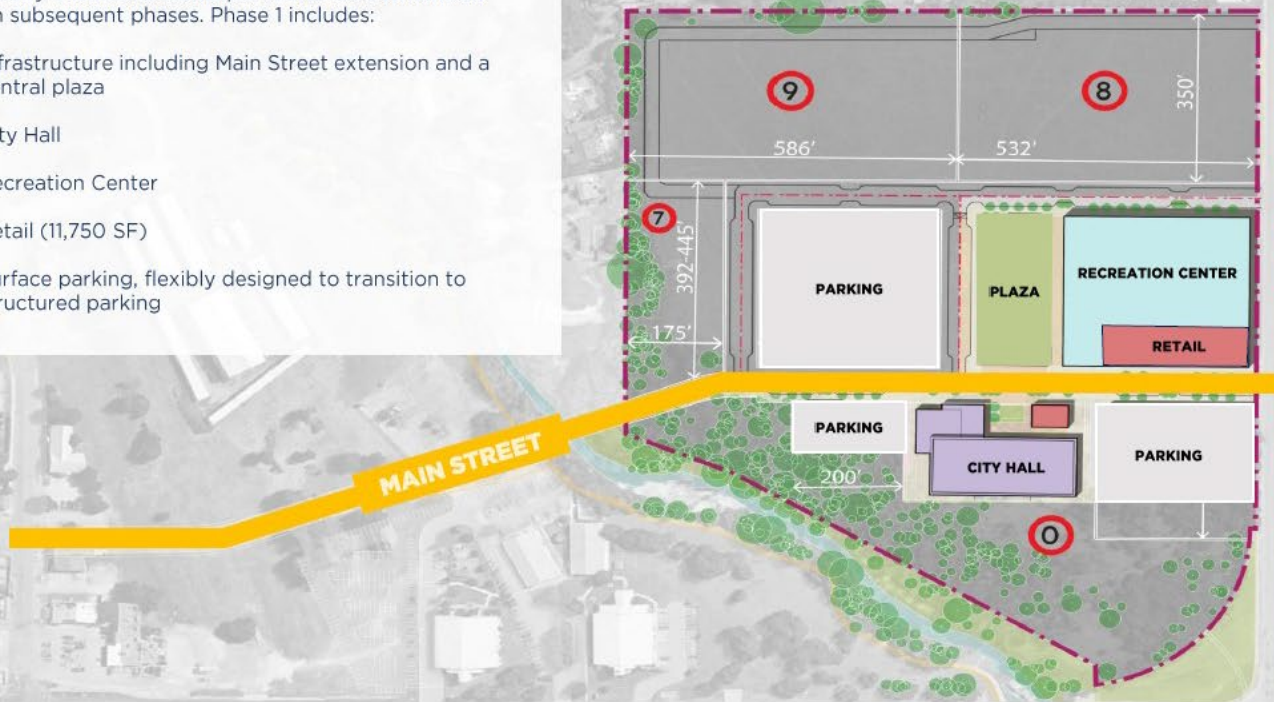 n subsequent phases. Phase 1 includes:
frastructure including Main Street extension and a
ntral plaza
ty Hall
ecreation Center
etail (11,750 SF)
urface parking, flexibly designed to transition to
ructured parking
9
8
350'
586'
532'
7
392-445'
175'
PARKING
PLAZA
RECREATION CENTER
RETAIL
MAIN STREET
PARKING
CITY HALL
PARKING
200'
0